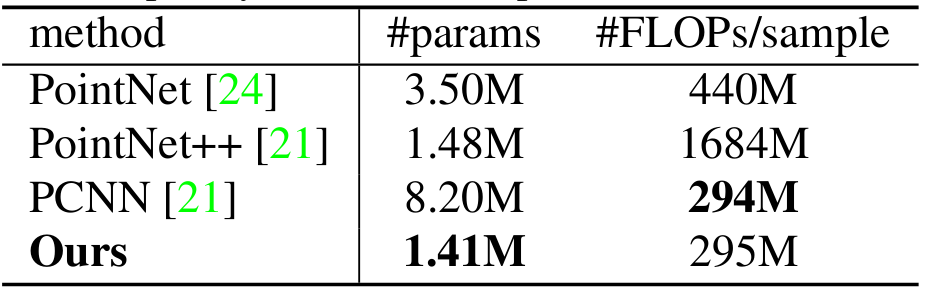 method #params #FLOPs/sample
PointNet [24] 3.50M 440M
PointNet++ [21] 1.48M 1684M
PCNN [21] 8.20M 294M
Ours 1.41M 295M